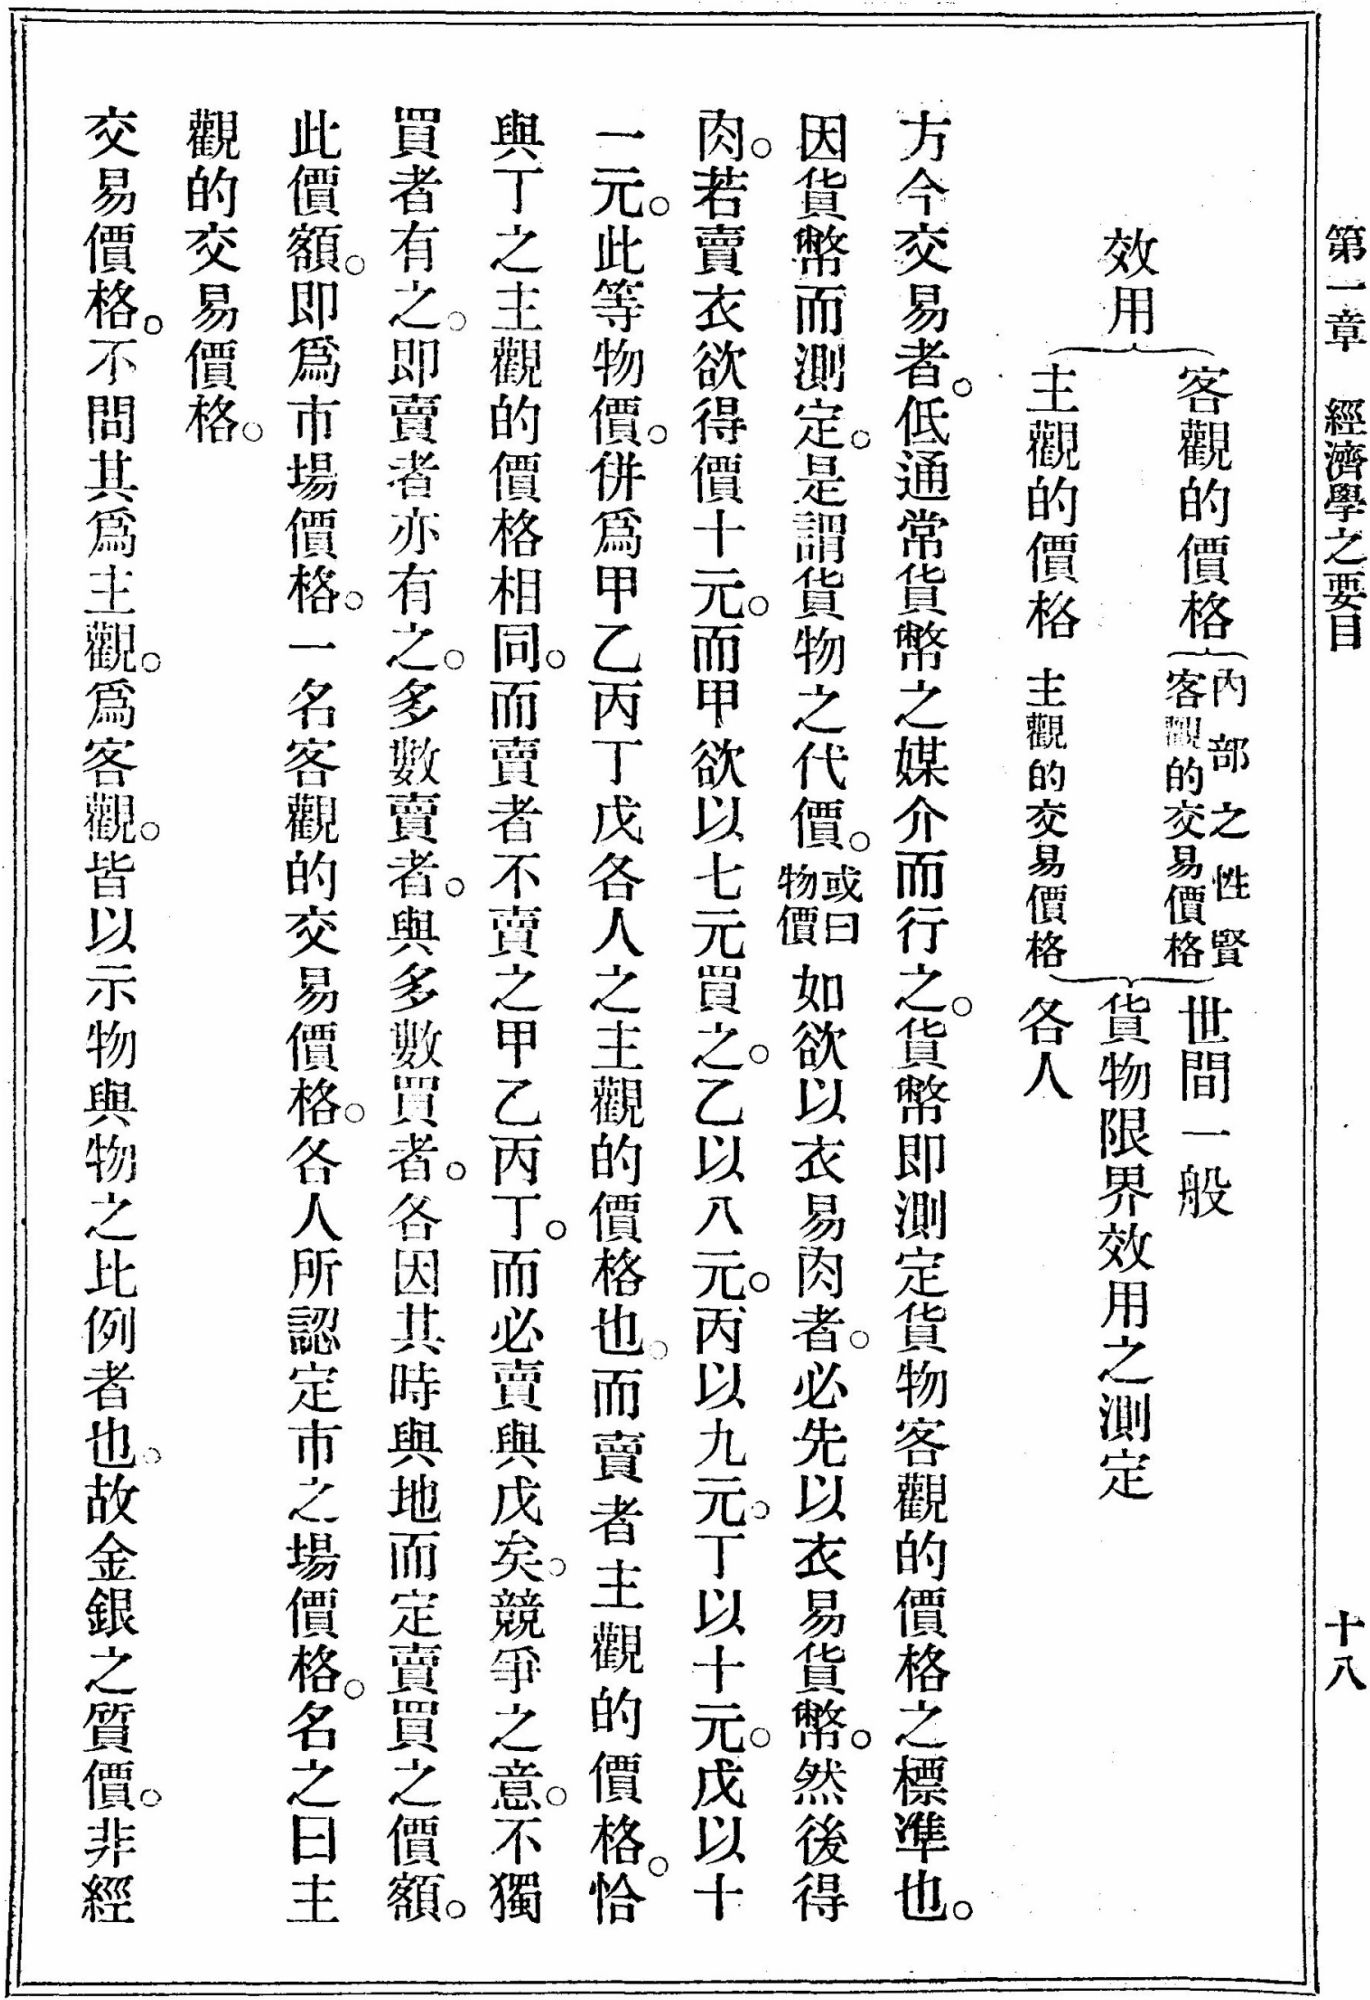 第一章　經濟學之要目　十八
效用
客觀的價格
內部之性賢
客觀的交易價格
主觀的價格　主觀的交易價格
世間一般
貨物限界效用之測定
各人
方今交易者。低通常貨幣之媒介而行之。貨幣即測定貨物客觀的價格之標準也。
因貨幣而測定。是謂貨物之代價。或曰物價如欲以衣易肉者。必先以衣易貨幣。然後得
肉。若賣衣欲得價十元。而甲欲以七元買之。乙以八元。丙以九元。丁以十元。戊以十
一元。此等物價。併爲甲乙丙丁戊各人之主觀的價格也。而賣者主觀的價格。恰
與丁之主觀的價格相同。而賣者不賣之甲乙丙丁。而必賣與戊矣。競爭之意。不獨
買者有之。即賣者亦有之。多數賣者。與多數買者。各因其時與地而定賣買之價額。
此價額。即爲市場價格。一名客觀的交易價格。各人所認定市之場價格。名之曰主
觀的交易價格。
交易價格。不問其爲主觀。爲客觀。皆以示物與物之比例者也。故金銀之質價。非經